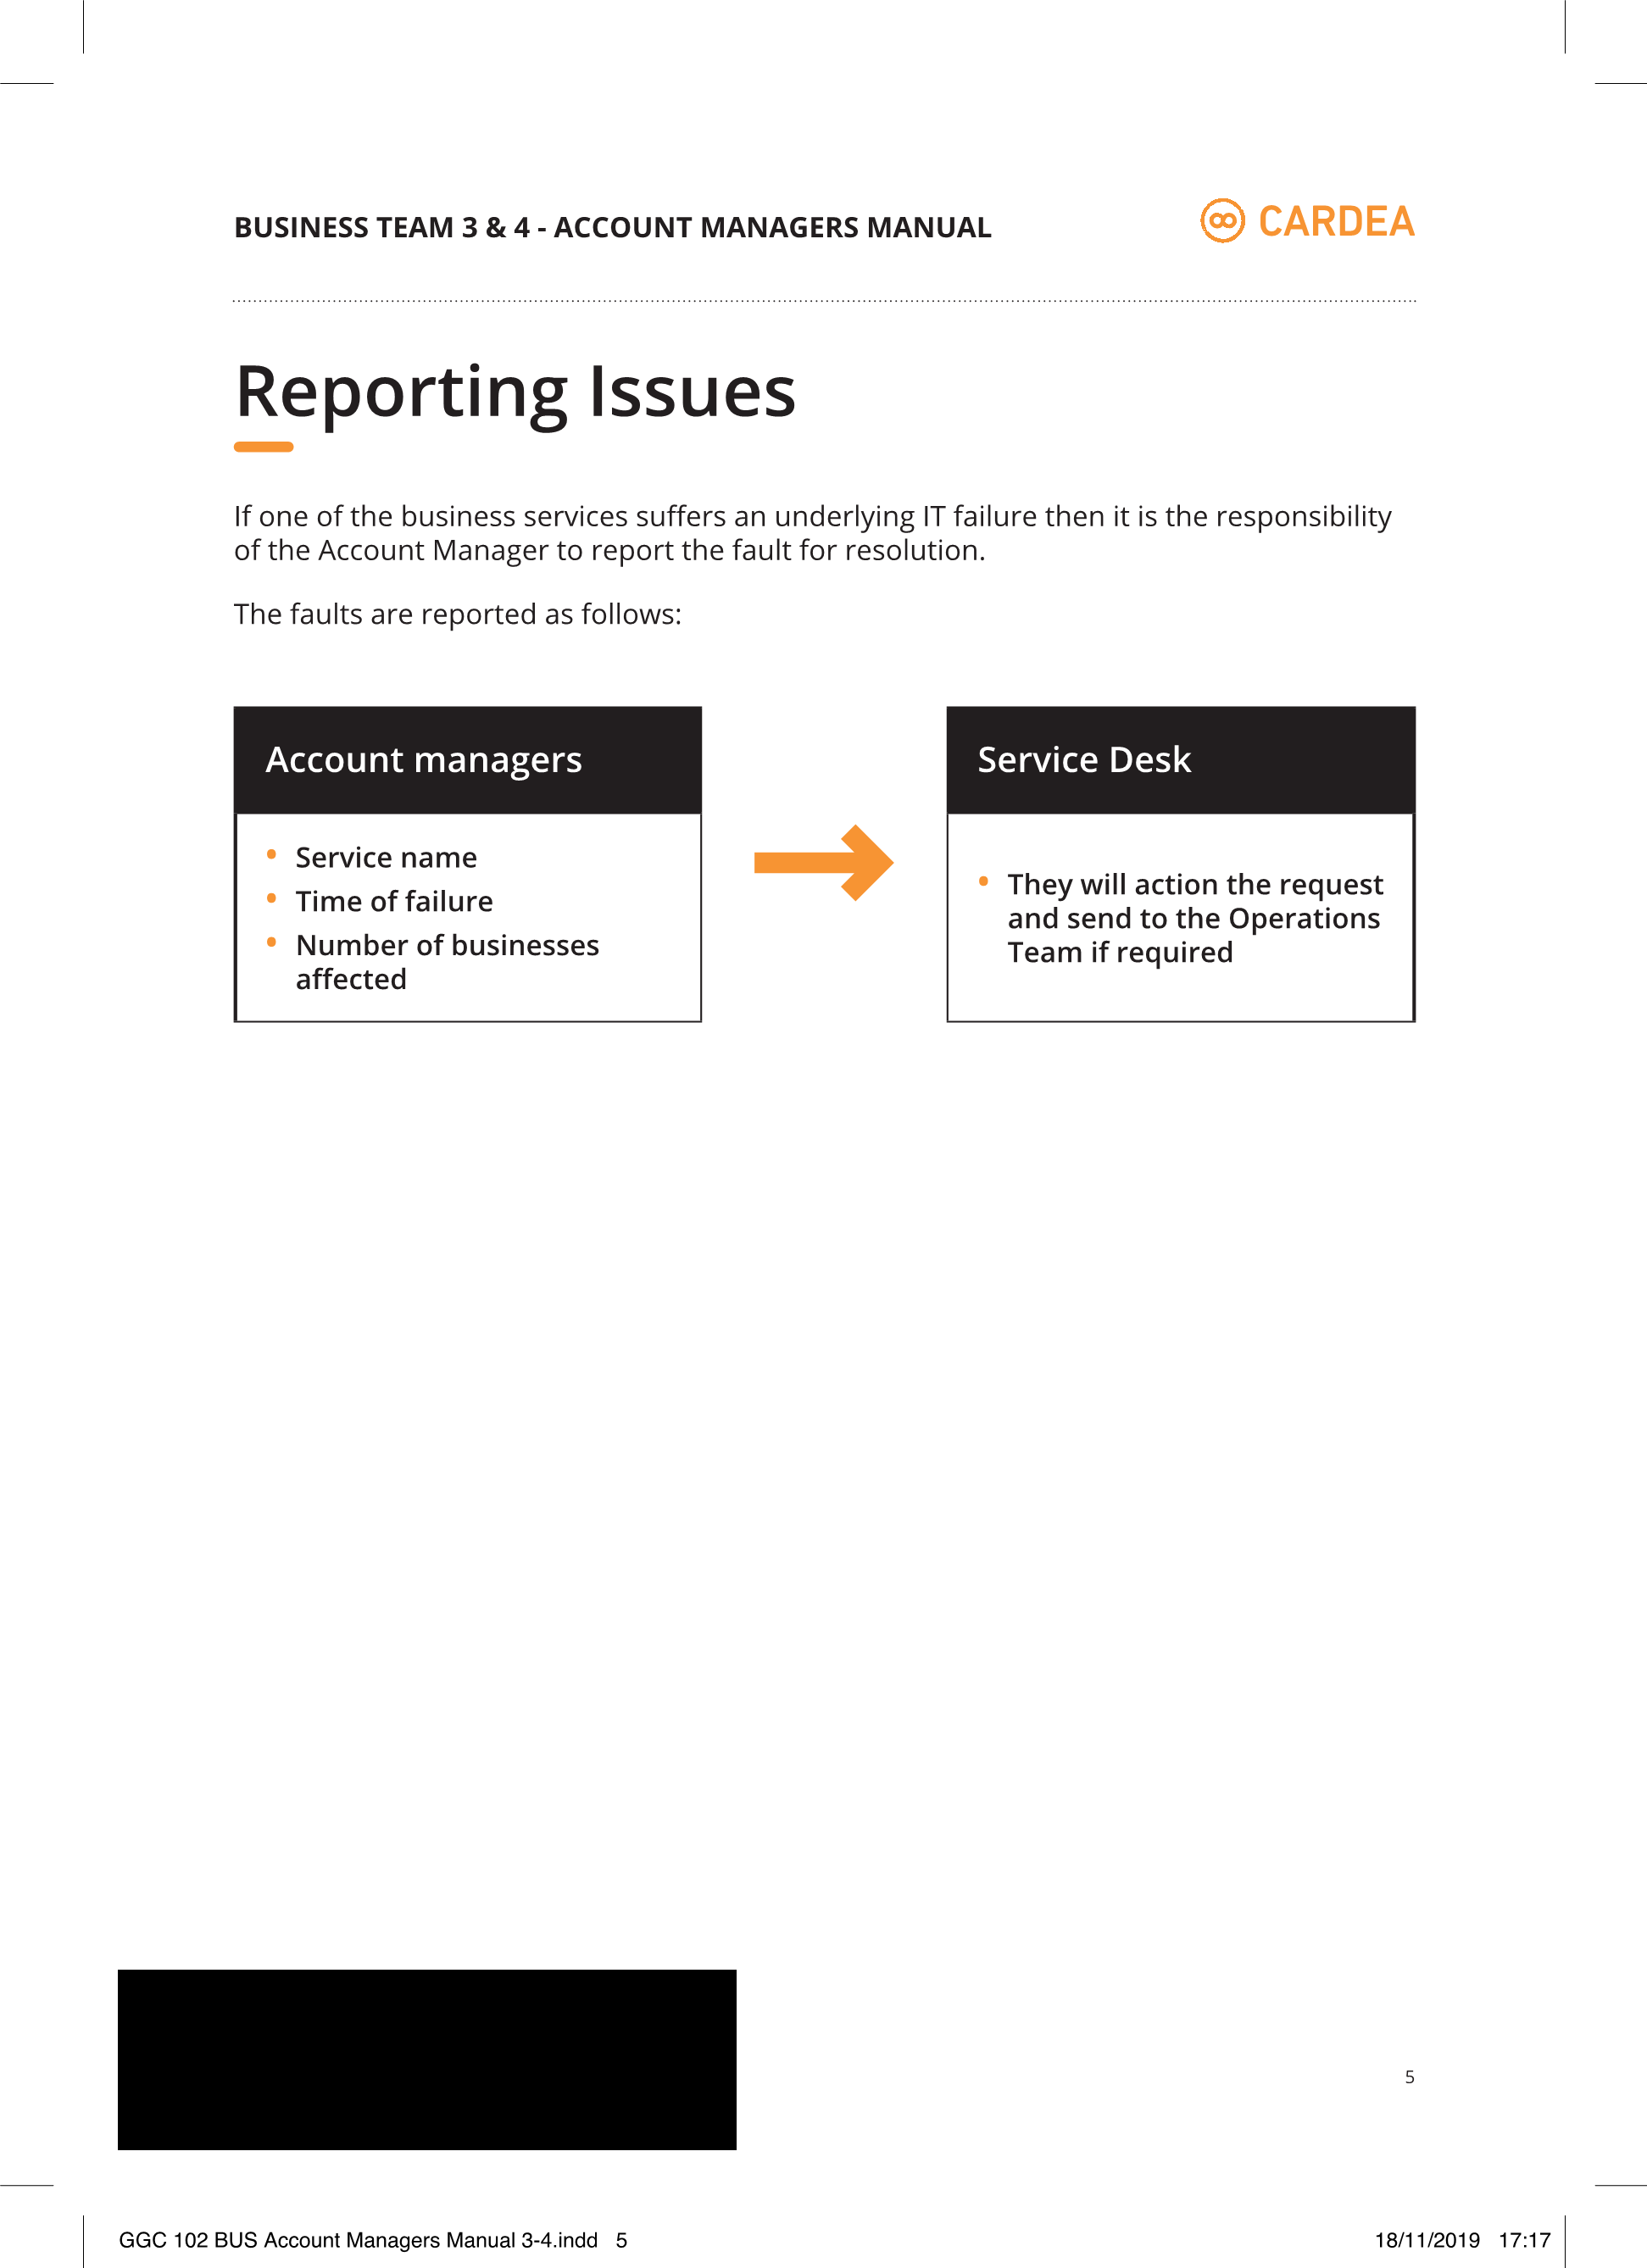 BUSINESS TEAM 3 & 4 - ACCOUNT MANAGERS MANUAL
CARDEA
Reporting Issues
If one of the business services suffers an underlying IT failure then it is the responsibility
of the Account Manager to report the fault for resolution.
The faults are reported as follows:
Account managers
• Service name
• Time of failure
• Number of businesses
affected
Service Desk
• They will action the request
and send to the Operations
Team if required
5
GGC 102 BUS Account Managers Manual 3-4.indd 5
18/11/2019 17:17